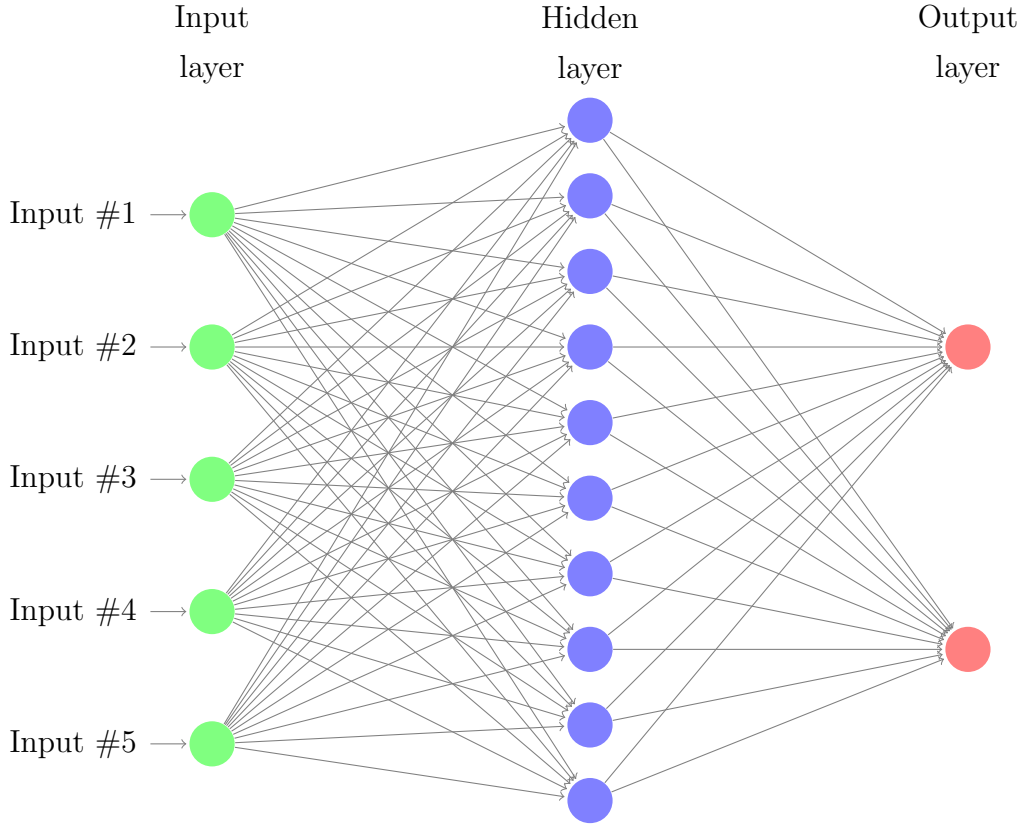 Input
layer
Hidden
layer
Output
layer
Input #1
Input #2
Input #3
Input #4
Input #5